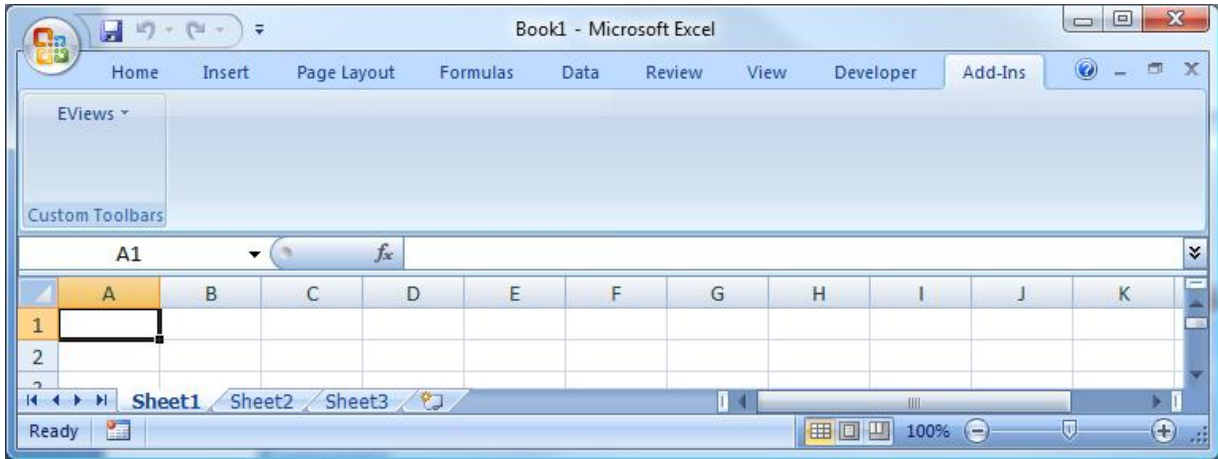 Book1 - Microsoft Excel
Home Insert Page Layout Formulas Data Review View Developer Add-Ins
EViews
Custom Toolbars
A1 fx
A B C D E F G H I J K
1
2
Sheet1 Sheet2 Sheet3
Ready 100%